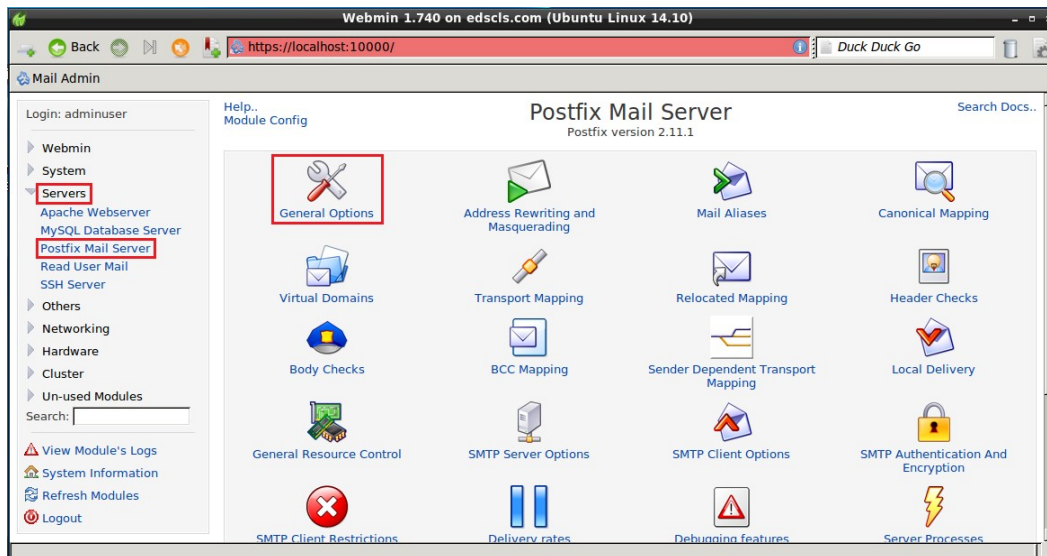 Webmin 1.740 on edscls.com (Ubuntu Linux 14.10)
Back
https://localhost:10000/
Duck Duck Go
Mail Admin
Login: adminuser
Webmin
System
Servers
Apache Webserver
MySQL Database Server
Postfix Mail Server
Read User Mail
SSH Server
Others
Networking
Hardware
Cluster
Un-used Modules
Search:
View Module's Logs
System Information
Refresh Modules
Logout
Help..
Module Config
Postfix Mail Server
Postfix version 2.11.1
Search Docs..
General Options
Address Rewriting and
Masquerading
Mail Aliases
Canonical Mapping
Virtual Domains
Transport Mapping
Relocated Mapping
Header Checks
Body Checks
BCC Mapping
Sender Dependent Transport
Mapping
Local Delivery
General Resource Control
SMTP Server Options
SMTP Client Options
SMTP Authentication And
Encryption
SMTP Client Restrictions
Delivery rates
Debugging features
Server Processes